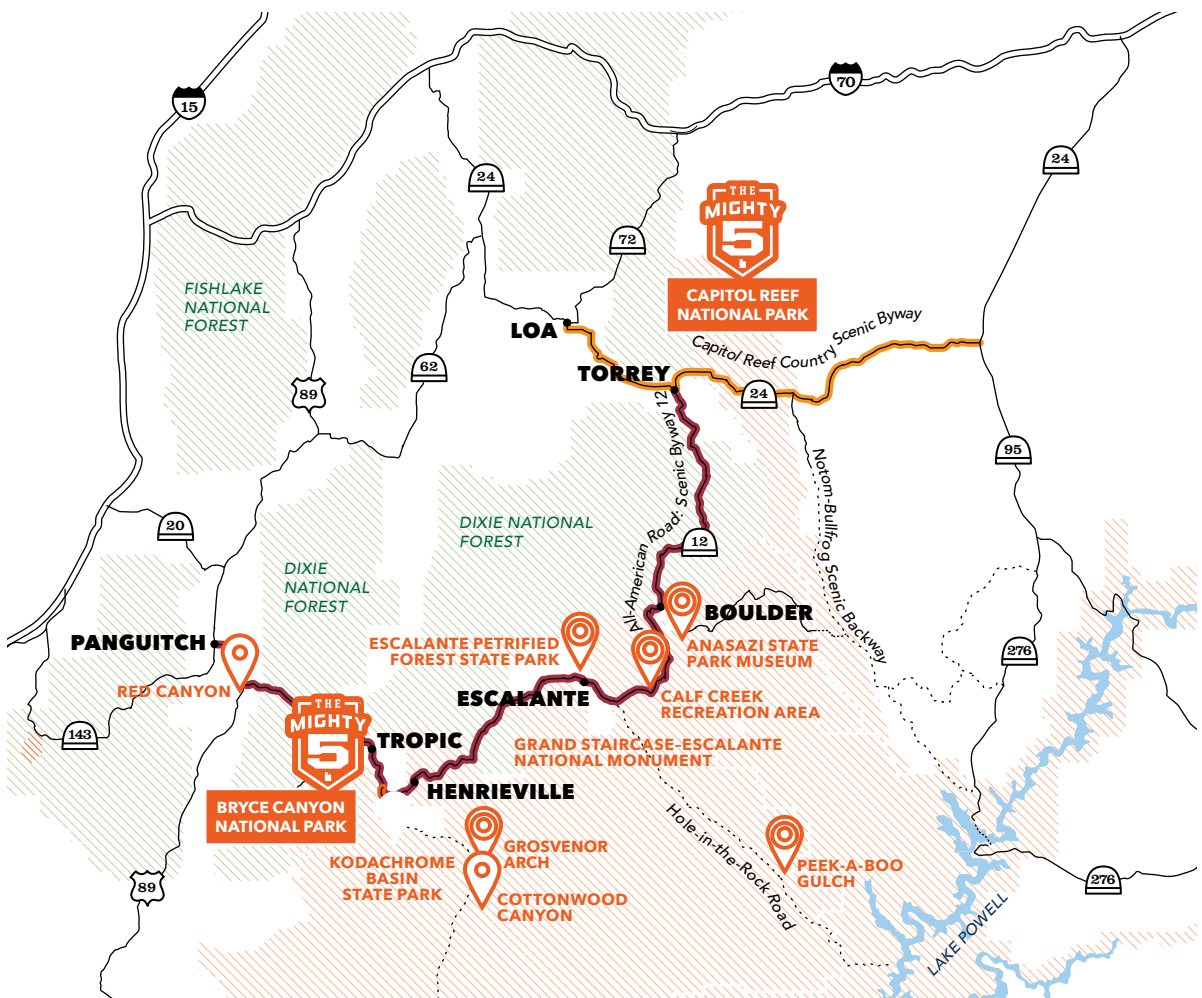 15
70
24
24
THE
MIGHTY
5
72
CAPITOL REEF
NATIONAL PARK
FISHLAKE
NATIONAL
FOREST
LOA
Capitol Reef Country Scenic Byway
62
TORREY
89
24
95
All-American Road: Scenic Byway 12
Notom-Bullfrog Scenic Backway
20
DIXIE NATIONAL
FOREST
12
DIXIE
NATIONAL
FOREST
BOULDER
PANGUITCH
ESCALANTE PETRIFIED
FOREST STATE PARK
ANASAZI STATE
PARK MUSEUM
276
RED CANYON
ESCALANTE
CALF CREEK
RECREATION AREA
THE
MIGHTY
5
143
TROPIC
GRAND STAIRCASE-ESCALANTE
NATIONAL MONUMENT
HENRIEVILLE
BRYCE CANYON
NATIONAL PARK
Hole-in-the-Rock Road
GROSVENOR
ARCH
KODACHROME
BASIN
STATE PARK
PEEK-A-BOO
GULCH
276
89
COTTONWOOD
CANYON
LAKE POWELL